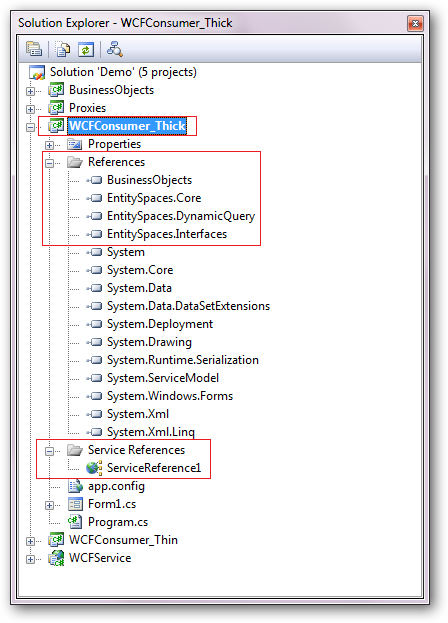 Solution Explorer - WCFConsumer_Thick
Solution 'Demo' (5 projects)
BusinessObjects
Proxies
WCFConsumer_Thick
Properties
References
BusinessObjects
EntitySpaces.Core
EntitySpaces.DynamicQuery
EntitySpaces.Interfaces
System
System.Core
System.Data
System.Data.DataSetExtensions
System.Deployment
System.Drawing
System.Runtime.Serialization
System.ServiceModel
System.Windows.Forms
System.Xml
System.Xml.Linq
Service References
ServiceReference1
app.config
Form1.cs
Program.cs
WCFConsumer_Thin
WCFService